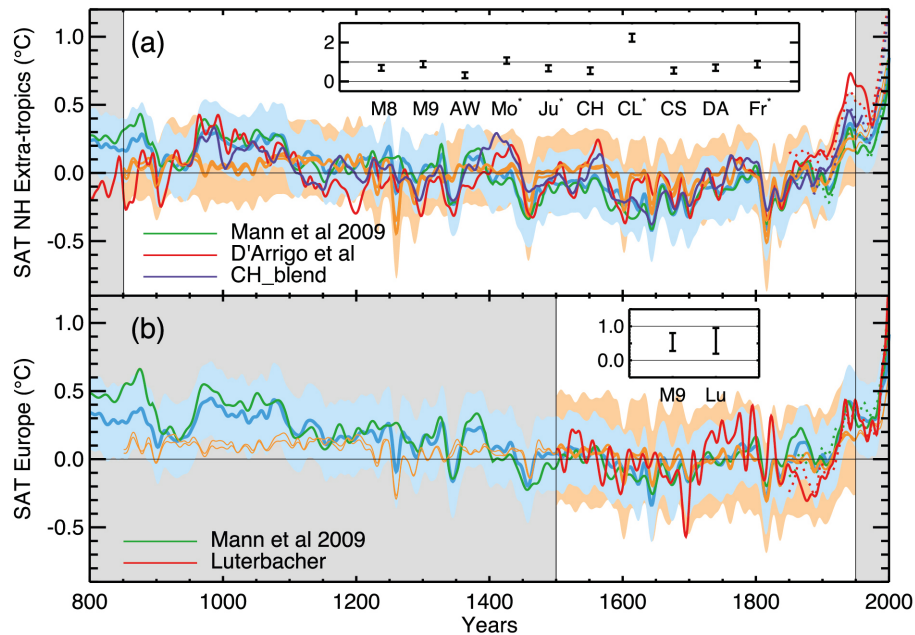 (a)
1.0
0.5
0.0
-0.5
SAT NH Extra-tropics (°C)
2
0
M8 M9 AW Mo* Ju* CH CL* CS DA Fr*
Mann et al 2009
D'Arrigo et al
CH_blend
(b)
1.0
0.5
0.0
-0.5
SAT Europe (°C)
1.0
0.0
M9 Lu
Mann et al 2009
Luterbacher
800 1000 1200 1400 1600 1800 2000
Years